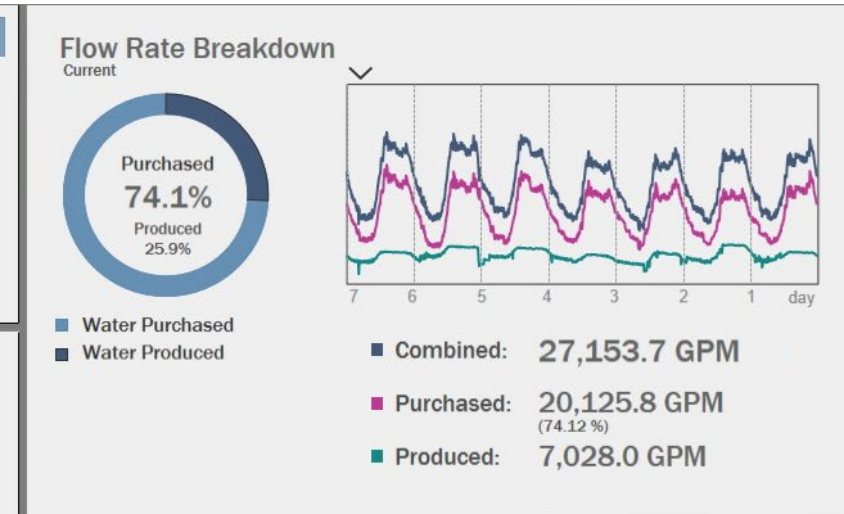 Flow Rate Breakdown
Current
Purchased
74.1%
Produced
25.9%
Water Purchased
Water Produced
7 6 5 4 3 2 1 day
Combined: 27,153.7 GPM
Purchased: 20,125.8 GPM
(74.12 %)
Produced: 7,028.0 GPM